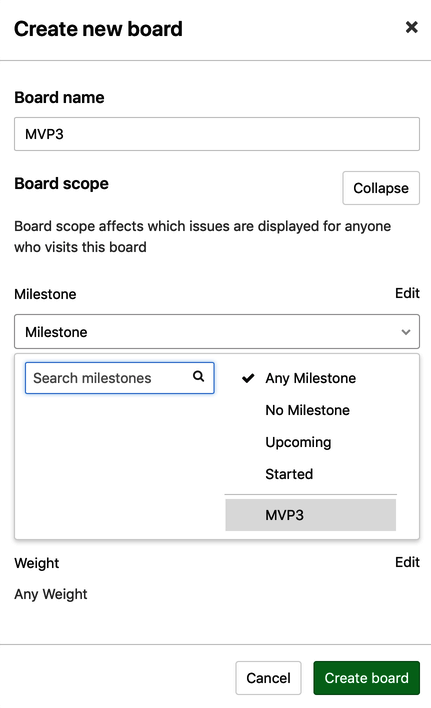 Create new board
Board name
MVP3
Board scope
Collapse
Board scope affects which issues are displayed for anyone
who visits this board
Milestone
Edit
Milestone
Search milestones
Any Milestone
No Milestone
Upcoming
Started
MVP3
Weight
Edit
Any Weight
Cancel
Create board